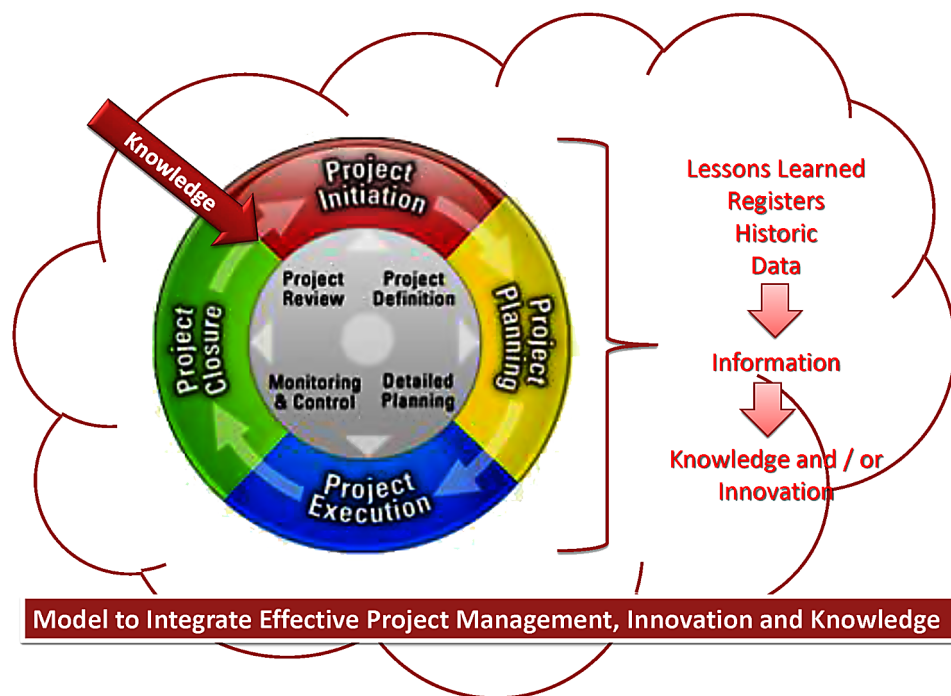 Knowledge
Project
Initiation
Project
Planning
Project
Execution
Project
Closure
Project
Review
Project
Definition
Monitoring
& Control
Detailed
Planning
Lessons Learned
Registers
Historic
Data
Information
Knowledge and / or
Innovation
Model to Integrate Effective Project Management, Innovation and Knowledge